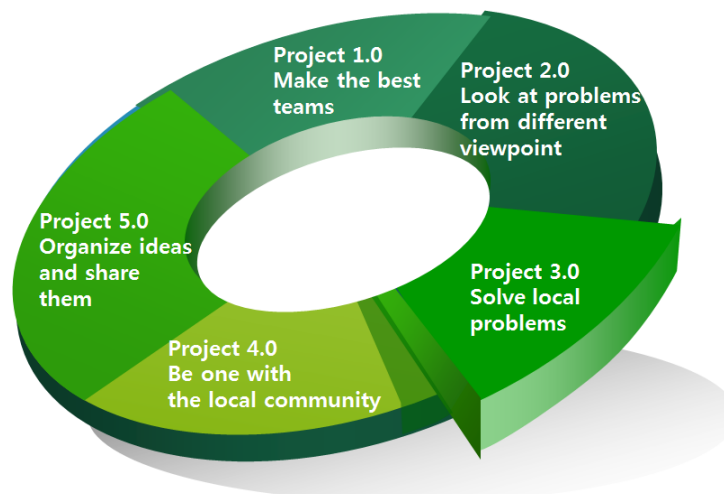 Project 1.0
Make the best
teams
Project 2.0
Look at problems
from different
viewpoint
Project 3.0
Solve local
problems
Project 4.0
Be one with
the local community
Project 5.0
Organize ideas
and share
them